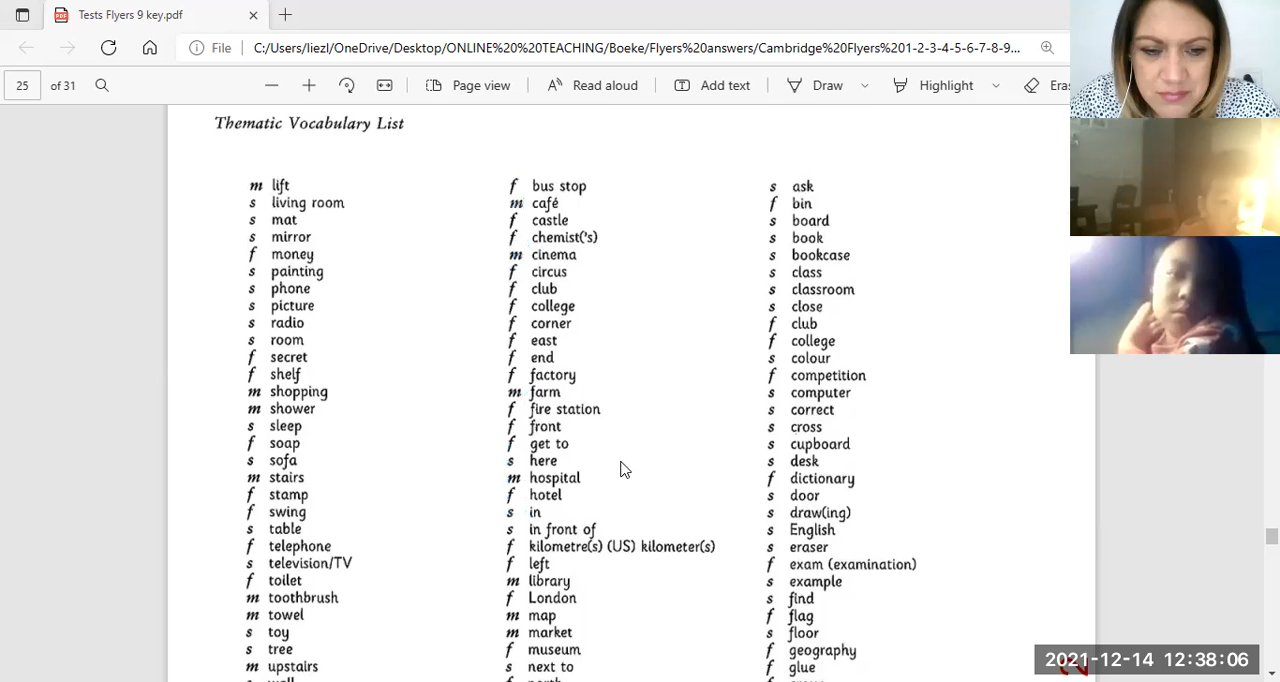 Tests Flyers 9 key.pdf
File
C:/Users/liezl/OneDrive/Desktop/ONLINE%20%20TEACHING/Boeke/Flyers%20answers/Cambridge%20Flyers%201-2-3-4-5-6-7-8-9...
25 of 31
Page view
Read aloud
Add text
Draw
Highlight
Eras
Thematic Vocabulary List
m lift
s living room
s mat
s mirror
f money
s painting
s phone
s picture
s radio
s room
f secret
f shelf
m shopping
m shower
s sleep
f soap
s sofa
m stairs
f stamp
f swing
s table
f telephone
s television/TV
f toilet
m toothbrush
m towel
s toy
s tree
m upstairs
s wall
f bus stop
m café
f castle
f chemist('s)
m cinema
f circus
f club
f college
f corner
f east
f end
f factory
m farm
f fire station
f front
f get to
s here
m hospital
f hotel
s in
s in front of
f kilometre(s) (US) kilometer(s)
f left
m library
f London
m map
m market
f museum
s next to
f north
s ask
f bin
s board
s book
s bookcase
s class
s classroom
s close
f club
f college
s colour
f competition
s computer
s correct
s cross
s cupboard
s desk
f dictionary
s door
s draw(ing)
s English
s eraser
f exam (examination)
s example
s find
f flag
s floor
f geography
f glue
2021-12-14 12:38:06